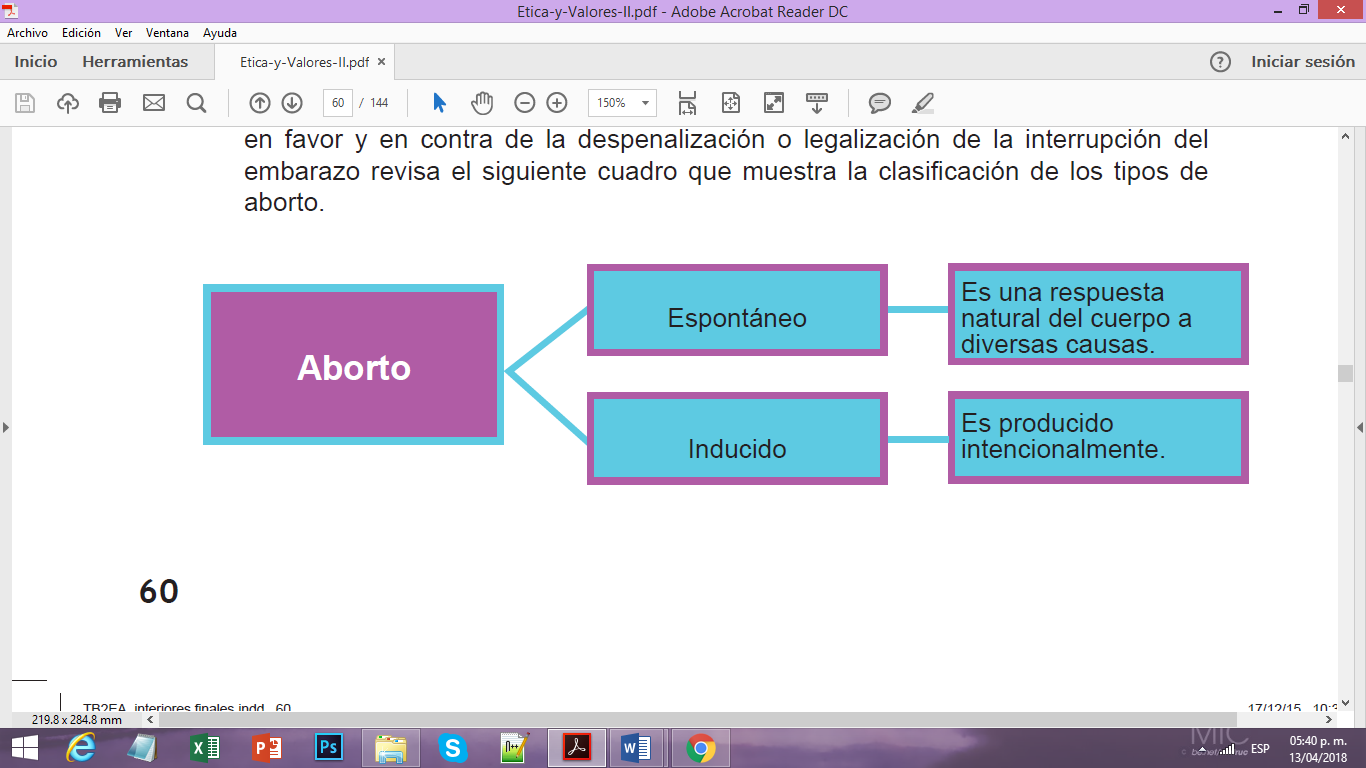 Etica-y-Valores-II.pdf - Adobe Acrobat Reader DC
Archivo Edición Ver Ventana Ayuda
Inicio Herramientas Etica-y-Valores-II.pdf × Iniciar sesión
60 / 144 150%
en favor y en contra de la despenalización o legalización de la interrupción del
embarazo revisa el siguiente cuadro que muestra la clasificación de los tipos de
aborto.
Aborto
Espontáneo
Es una respuesta
natural del cuerpo a
diversas causas.
Inducido
Es producido
intencionalmente.
60
TB2EA_interiores finales.indd 60
17/12/15 10:
219.8 x 284.8 mm
ESP
05:40 p. m.
13/04/2018